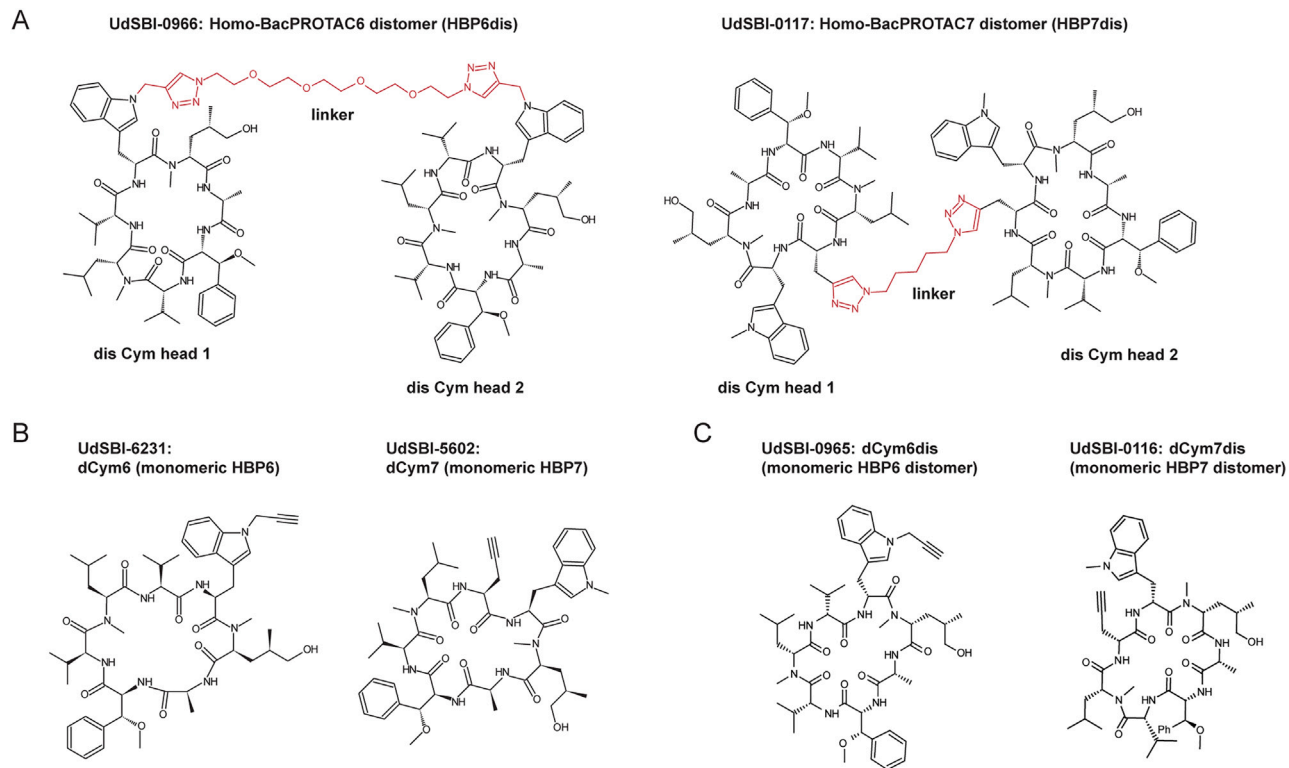 A
UdSBI-0966: Homo-BacPROTAC6 distomer (HBP6dis)
UdSBI-0117: Homo-BacPROTAC7 distomer (HBP7dis)
linker
linker
dis Cym head 1
dis Cym head 2
dis Cym head 1
dis Cym head 2
B
UdSBI-6231:
dCym6 (monomeric HBP6)
UdSBI-5602:
dCym7 (monomeric HBP7)
C
UdSBI-0965: dCym6dis
(monomeric HBP6 distomer)
UdSBI-0116: dCym7dis
(monomeric HBP7 distomer)
Ph